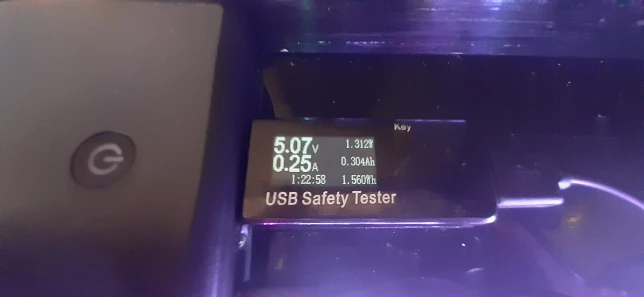 Key
5.07V 1.312W
0.25A 0.304Ah
1:22:58 1.560Wh
USB Safety Tester